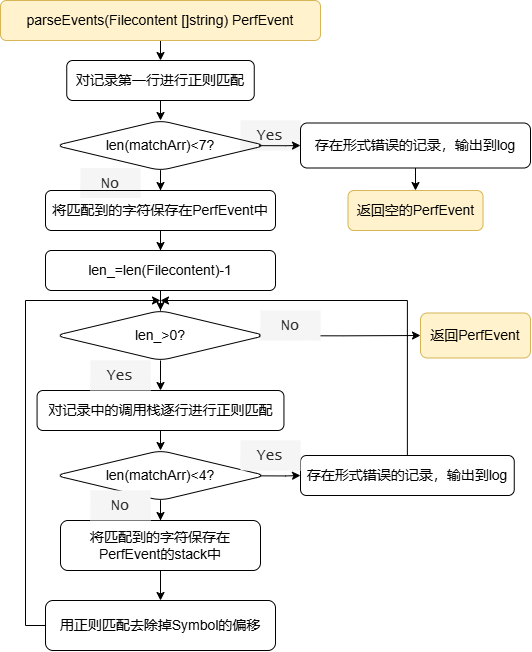 parseEvents(Filecontent []string) PerfEvent
对记录第一行进行正则匹配
len(matchArr)<7?
Yes
存在形式错误的记录，输出到log
No
将匹配到的字符保存在PerfEvent中
返回空的PerfEvent
len_=len(Filecontent)-1
len_>0?
No
返回PerfEvent
Yes
对记录中的调用栈逐行进行正则匹配
len(matchArr)<4?
Yes
存在形式错误的记录，输出到log
No
将匹配到的字符保存在
PerfEvent的stack中
用正则匹配去除掉Symbol的偏移